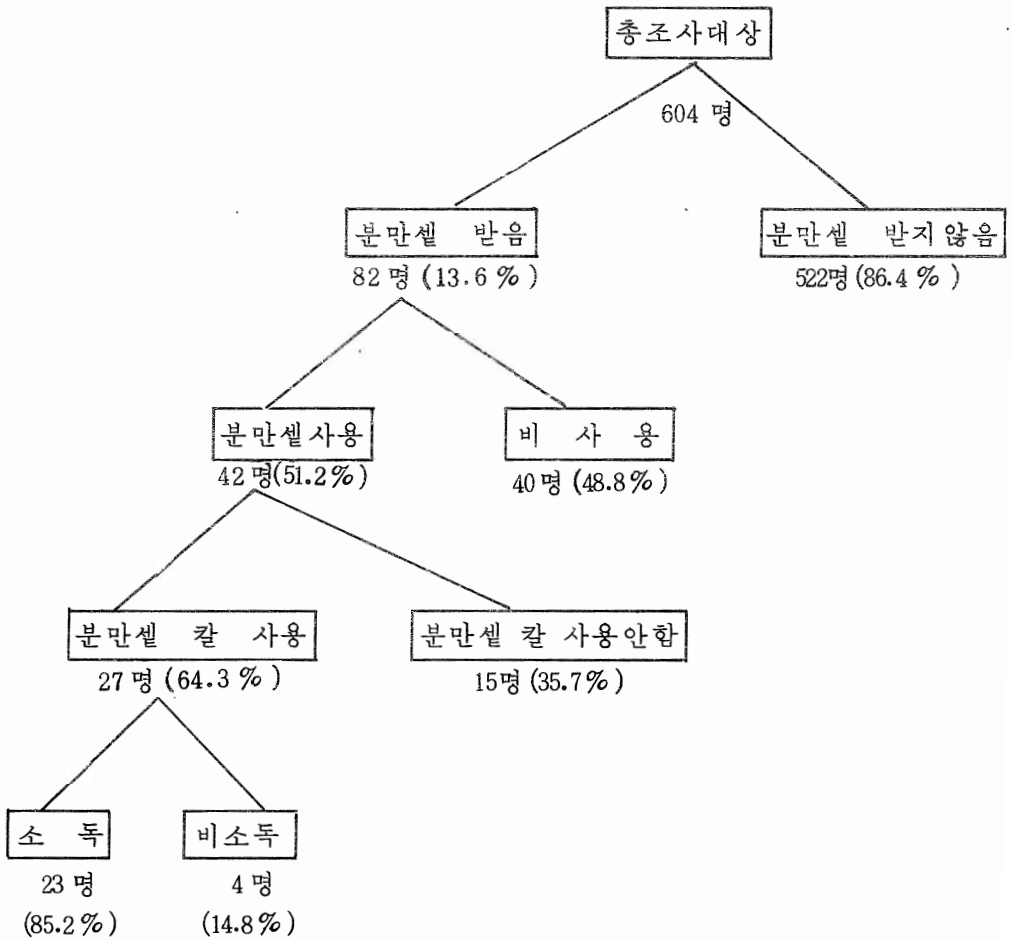 총조사대상
604 명
분만셑 받음
82 명 (13.6 % )
분만셑 받지않음
522명 (86.4 % )
분만셑사용
42 명(51.2% )
비 사 용
40 명 (48.8% )
분만셑 칼 사용
27 명 (64.3 % )
분만셑 칼 사용안함
15명 (35.7% )
소 독
23 명
(85.2% )
비소독
4 명
(14.8% )